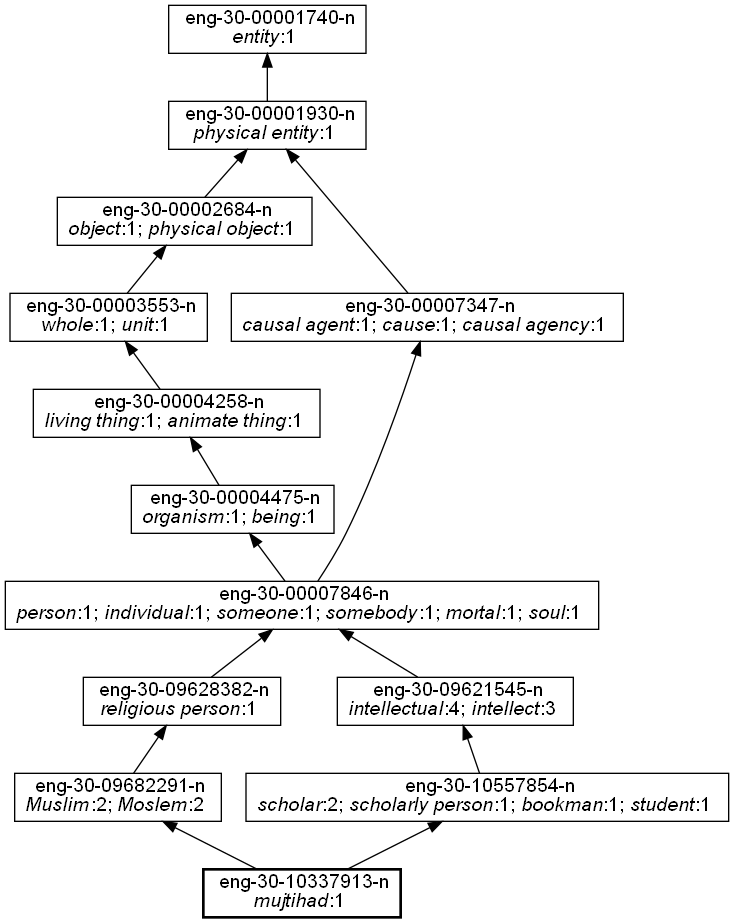 eng-30-00001740-n
entity:1
eng-30-00001930-n
physical entity:1
eng-30-00002684-n
object:1; physical object:1
eng-30-00003553-n
whole:1; unit:1
eng-30-00007347-n
causal agent:1; cause:1; causal agency:1
eng-30-00004258-n
living thing:1; animate thing:1
eng-30-00004475-n
organism:1; being:1
eng-30-00007846-n
person:1; individual:1; someone:1; somebody:1; mortal:1; soul:1
eng-30-09628382-n
religious person:1
eng-30-09621545-n
intellectual:4; intellect:3
eng-30-09682291-n
Muslim:2; Moslem:2
eng-30-10557854-n
scholar:2; scholarly person:1; bookman:1; student:1
eng-30-10337913-n
mujtihad:1